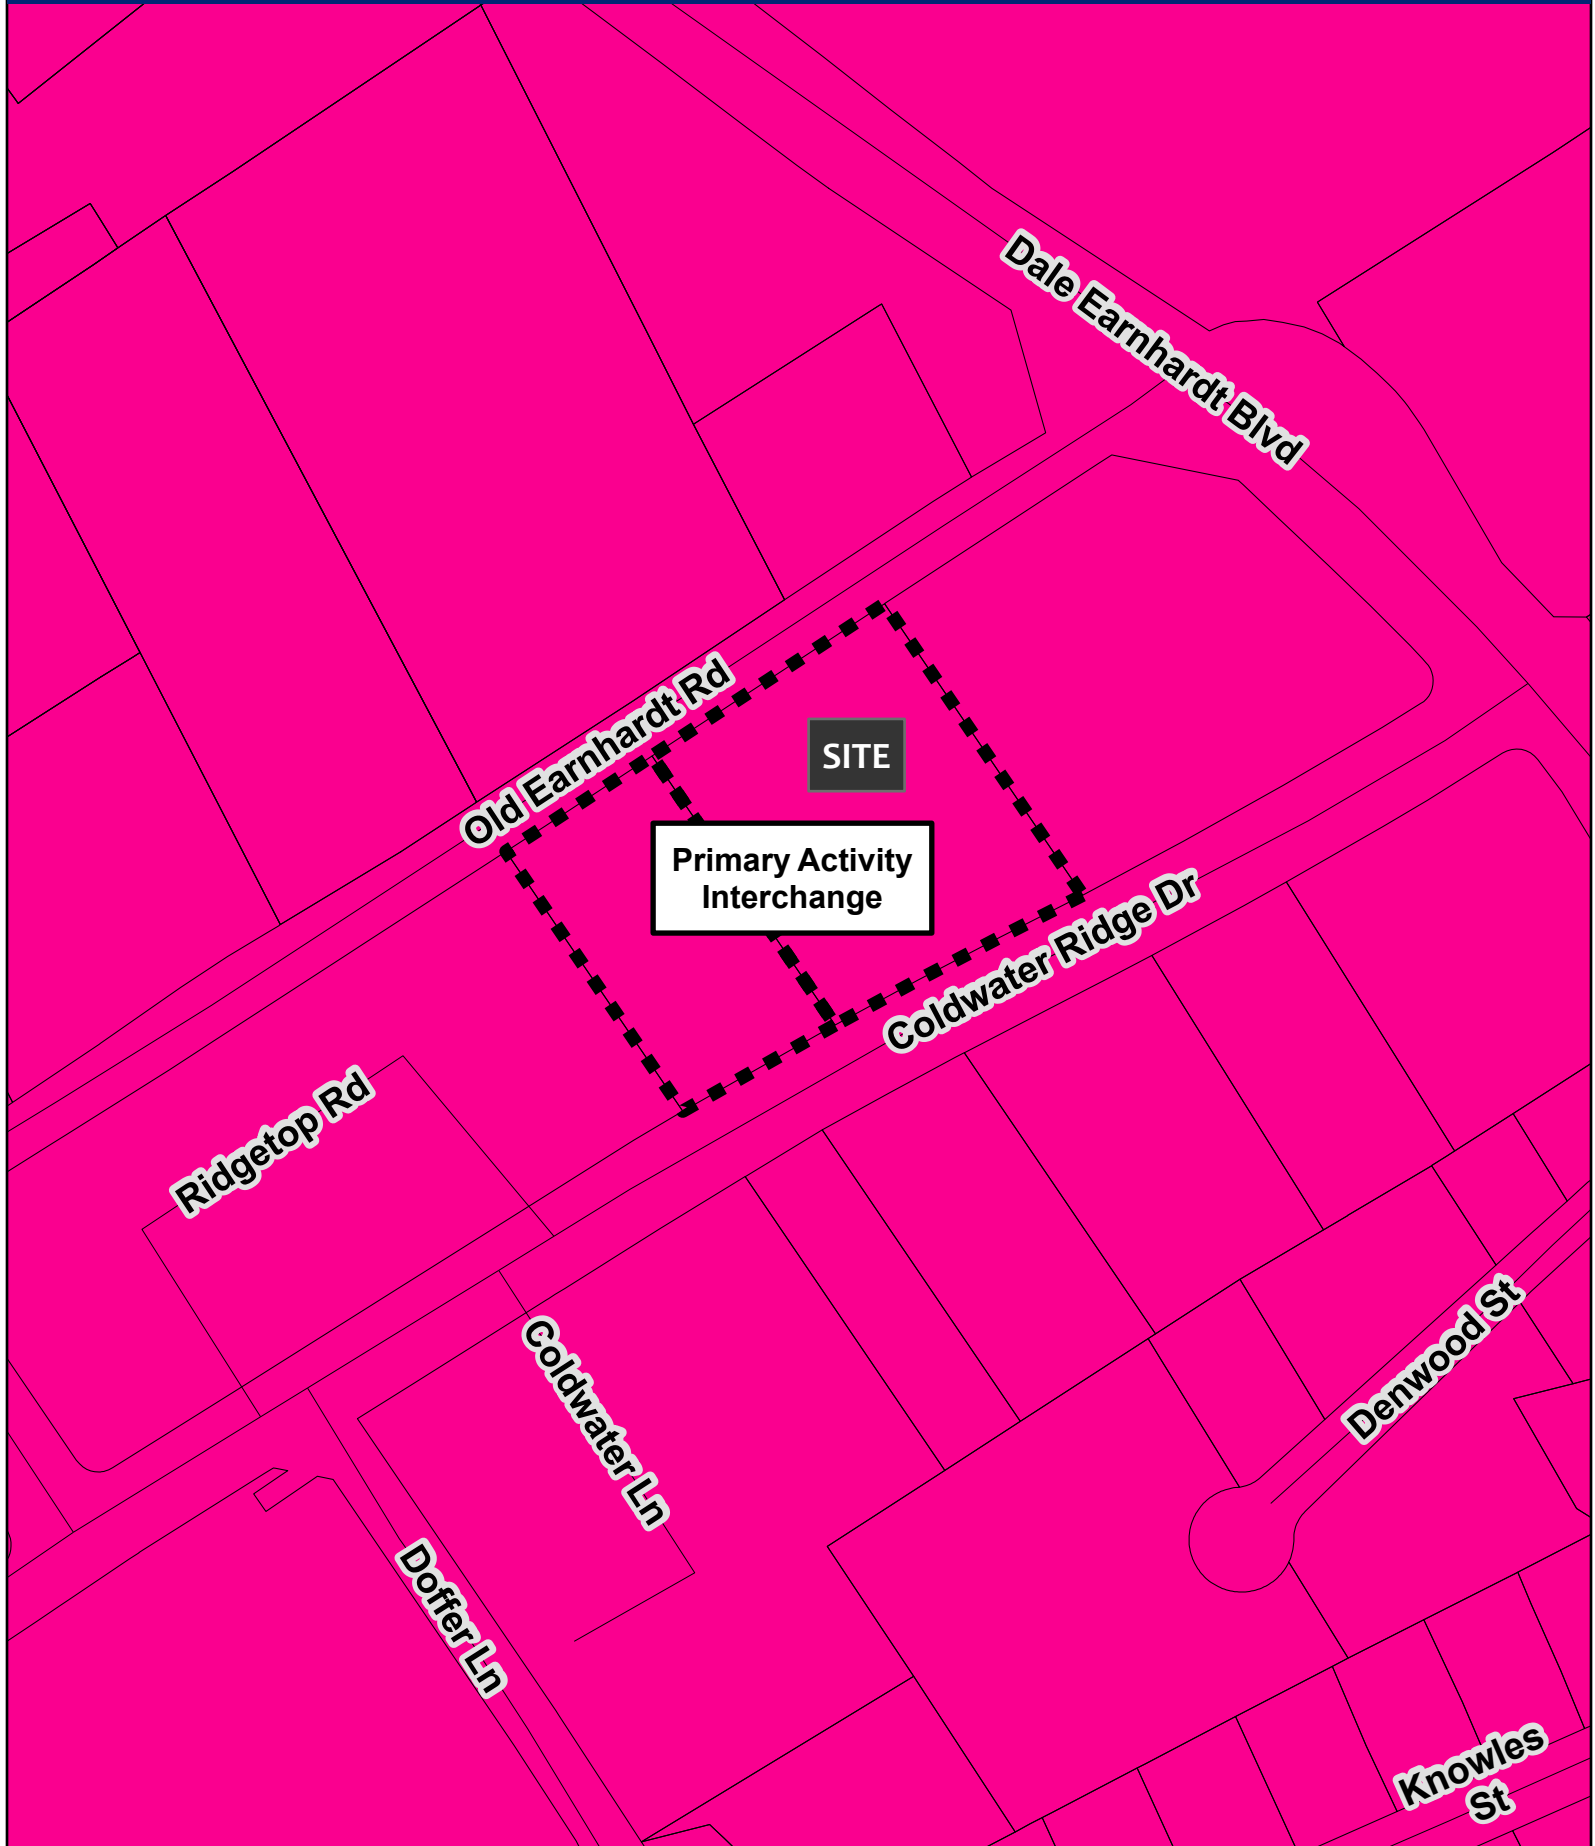 Dale Earnhardt Blvd
Old Earnhardt Rd
SITE
Primary Activity
Interchange
Coldwater Ridge Dr
Ridgetop Rd
Coldwater Ln
Denwood St
Doffer Ln
Knowles
St